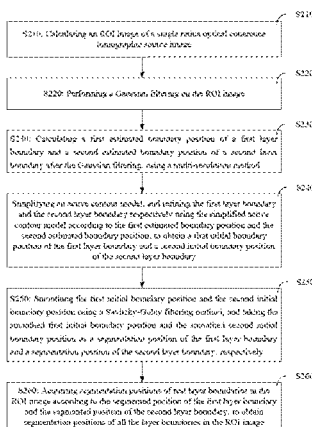 S210
S210: Calculating an ROI image of a single retina optical coherence
tomographic source image
S220
S220: Performing a Gaussian filtering on the ROI image
S230
S230: Calculating a first estimated boundary position of a first layer
boundary and a second estimated boundary position of a second layer
boundary after the Gaussian filtering, using a multi-resolution method
S240
Simplifying an active contour model, and refining the first layer boundary
and the second layer boundary respectively using the simplified active
contour model according to the first estimated boundary position and the
second estimated boundary position, to obtain a first initial boundary
position of the first layer boundary and a second initial boundary position
of the second layer boundary
S250
S250: Smoothing the first initial boundary position and the second initial
boundary position using a Savitzky-Golay filtering method, and taking the
smoothed first initial boundary position and the smoothed second initial
boundary position as a segmentation position of the first layer boundary
and a segmentation position of the second layer boundary, respectively
S260
S260: Acquiring segmentation positions of rest layer boundaries in the
ROI image according to the segmented position of the first layer boundary
and the segmented position of the second layer boundary, to obtain
segmentation positions of all the layer boundaries in the ROI image